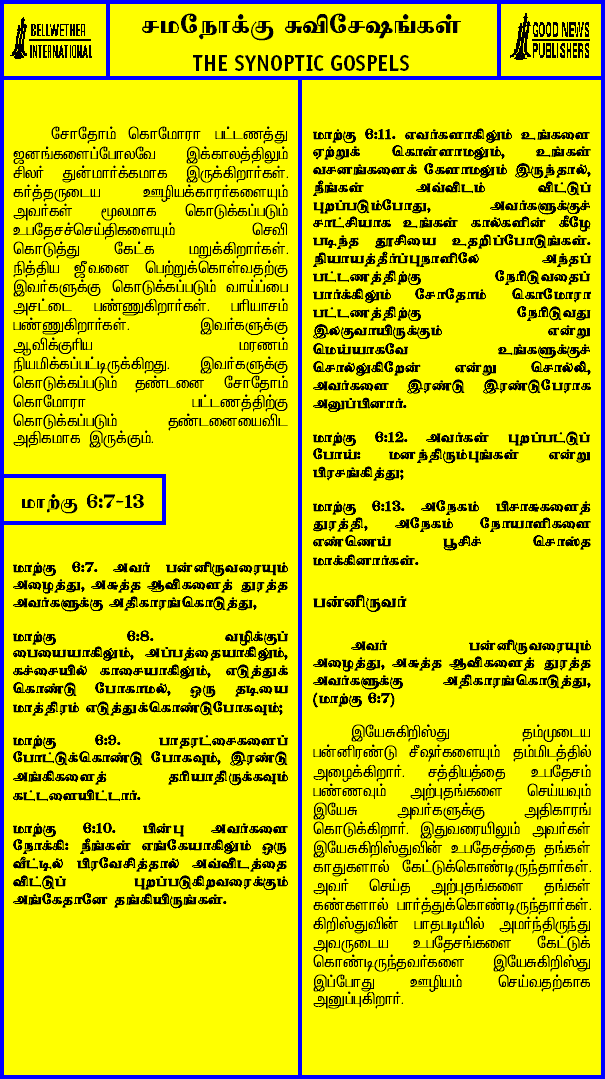 BELLWETHER
INTERNATIONAL
சமநோக்கு சுவிசேஷங்கள்
THE SYNOPTIC GOSPELS
GOOD NEWS
PUBLISHERS
சோதோம் கொமோரா பட்டணத்து
ஜனங்களைப்போலவே இக்காலத்திலும்
சிலர் துன்மார்க்கமாக இருக்கிறார்கள்.
கர்த்தருடைய ஊழியக்காரர்களையும்
அவர்கள் மூலமாக கொடுக்கப்படும்
உபதேசச்செய்திகளையும் செவி
கொடுத்து கேட்க மறுக்கிறார்கள்.
நித்திய ஜீவனை பெற்றுக்கொள்வதற்கு
இவர்களுக்கு கொடுக்கப்படும் வாய்ப்பை
அசட்டை பண்ணுகிறார்கள். பரியாசம்
பண்ணுகிறார்கள். இவர்களுக்கு
ஆவிக்குரிய மரணம்
நியமிக்கப்பட்டிருக்கிறது. இவர்களுக்கு
கொடுக்கப்படும் தண்டனை சோதோம்
கொமோரா பட்டணத்திற்கு
கொடுக்கப்படும் தண்டனையைவிட
அதிகமாக இருக்கும்.
மாற்கு 6:7-13
மாற்கு 6:7. அவர் பன்னிருவரையும்
அழைத்து, அசுத்த ஆவிகளைத் துரத்த
அவர்களுக்கு அதிகாரங்கொடுத்து,
மாற்கு 6:8. வழிக்குப்
பையையாகிலும், அப்பத்தையாகிலும்,
கச்சையில் காசையாகிலும், எடுத்துக்
கொண்டு போகாமல், ஒரு தடியை
மாத்திரம் எடுத்துக்கொண்டுபோகவும்;
மாற்கு 6:9. பாதரட்சைகளைப்
போட்டுக்கொண்டு போகவும், இரண்டு
அங்கிகளைத் தரியாதிருக்கவும்
கட்டளையிட்டார்.
மாற்கு 6:10. பின்பு அவர்களை
நோக்கி: நீங்கள் எங்கேயாகிலும் ஒரு
வீட்டில் பிரவேசித்தால் அவ்விடத்தை
விட்டுப் புறப்படுகிறவரைக்கும்
அங்கேதானே தங்கியிருங்கள்.
மாற்கு 6:11. எவர்களாகிலும் உங்களை
ஏற்றுக் கொள்ளாமலும், உங்கள்
வசனங்களைக் கேளாமலும் இருந்தால்,
நீங்கள் அவ்விடம் விட்டுப்
புறப்படும்போது, அவர்களுக்குச்
சாட்சியாக உங்கள் கால்களின் கீழே
படிந்த தூசியை உதறிப்போடுங்கள்.
நியாயத்தீர்ப்புநாளிலே அந்தப்
பட்டணத்திற்கு நேரிடுவதைப்
பார்க்கிலும் சோதோம் கொமோரா
பட்டணத்திற்கு நேரிடுவது
இலகுவாயிருக்கும் என்று
மெய்யாகவே உங்களுக்குச்
சொல்லுகிறேன் என்று சொல்லி,
அவர்களை இரண்டு இரண்டுபேராக
அனுப்பினார்.
மாற்கு 6:12. அவர்கள் புறப்பட்டுப்
போய்: மனந்திரும்புங்கள் என்று
பிரசங்கித்து;
மாற்கு 6:13. அநேகம் பிசாசுகளைத்
துரத்தி, அநேகம் நோயாளிகளை
எண்ணெய் பூசிச் சொஸ்த
மாக்கினார்கள்.
பன்னிருவர்
அவர் பன்னிருவரையும்
அழைத்து, அசுத்த ஆவிகளைத் துரத்த
அவர்களுக்கு அதிகாரங்கொடுத்து,
(மாற்கு 6:7)
இயேசுகிறிஸ்து தம்முடைய
பன்னிரண்டு சீஷர்களையும் தம்மிடத்தில்
அழைக்கிறார். சத்தியத்தை உபதேசம்
பண்ணவும் அற்புதங்களை செய்யவும்
இயேசு அவர்களுக்கு அதிகாரங்
கொடுக்கிறார். இதுவரையிலும் அவர்கள்
இயேசுகிறிஸ்துவின் உபதேசத்தை தங்கள்
காதுகளால் கேட்டுக்கொண்டிருந்தார்கள்.
அவர் செய்த அற்புதங்களை தங்கள்
கண்களால் பார்த்துக்கொண்டிருந்தார்கள்.
கிறிஸ்துவின் பாதபடியில் அமர்ந்திருந்து
அவருடைய உபதேசங்களை கேட்டுக்
கொண்டிருந்தவர்களை இயேசுகிறிஸ்து
இப்போது ஊழியம் செய்வதற்காக
அனுப்புகிறார்.